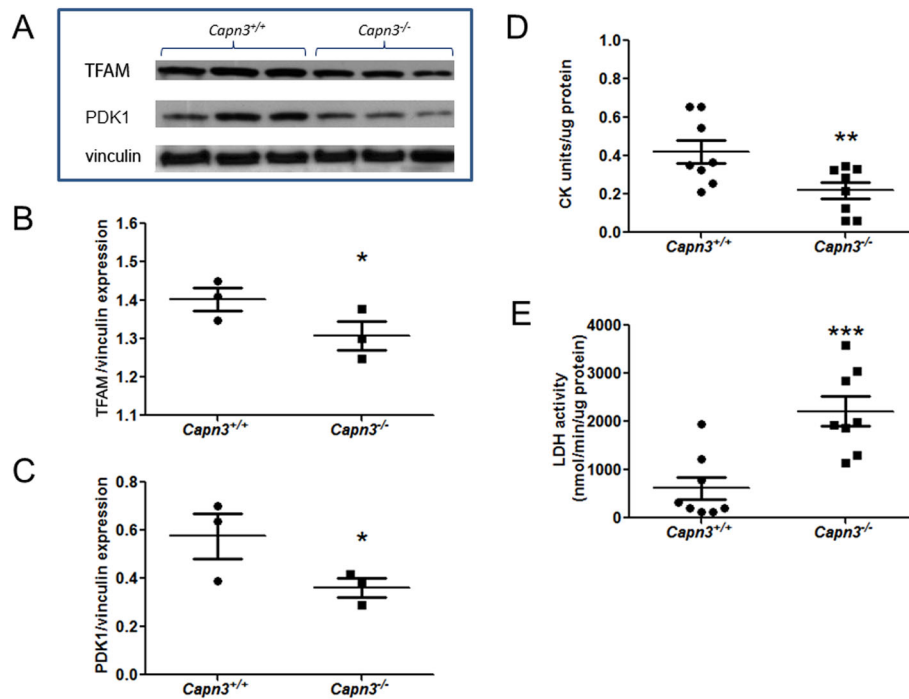 A
Capn3+/+ Capn3-/-
TFAM
PDK1
vinculin
B
TFAM/vinculin expression
1.5
1.4
1.3
1.2
1.1
*
Capn3+/+ Capn3-/-
C
PDK1/vinculin expression
0.8
0.6
0.4
0.2
0.0
*
Capn3+/+ Capn3-/-
D
CK units/ug protein
1.0
0.8
0.6
0.4
0.2
0.0
**
Capn3+/+ Capn3-/-
E
LDH activity
(nmol/min/ug protein)
4000
3000
2000
1000
0
***
Capn3+/+ Capn3-/-